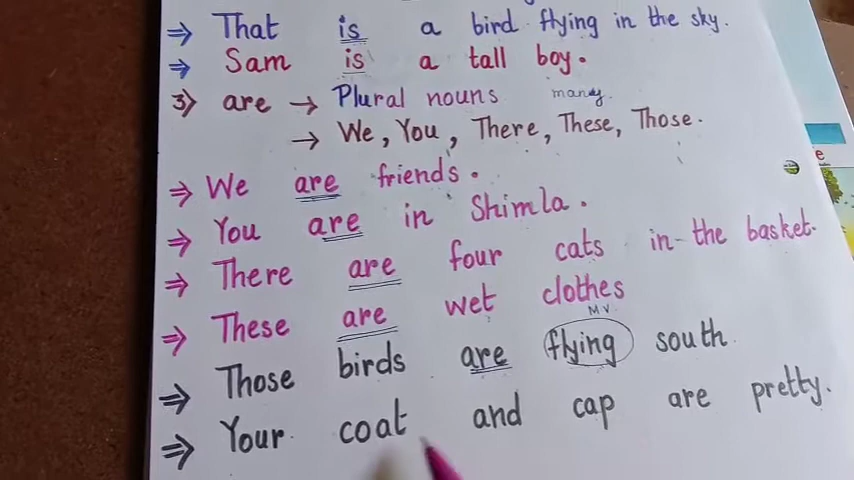 ⇒ That is a bird flying in the sky.
⇒ Sam is a tall boy.
3) are → Plural nouns many
→ We, You, There, These, Those.
⇒ We are friends.
⇒ You are in Shimla.
⇒ There are four cats in the basket.
⇒ These are wet clothes
MV
⇒ Those birds are flying south
⇒ Your coat and cap are pretty.
e